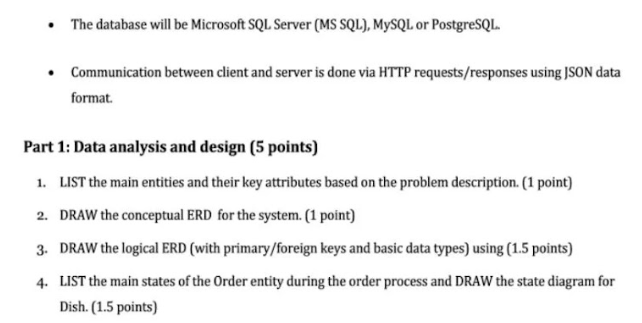 • The database will be Microsoft SQL Server (MS SQL), MySQL or PostgreSQL.
• Communication between client and server is done via HTTP requests/responses using JSON data
format.
Part 1: Data analysis and design (5 points)
1. LIST the main entities and their key attributes based on the problem description. (1 point)
2. DRAW the conceptual ERD for the system. (1 point)
3. DRAW the logical ERD (with primary/foreign keys and basic data types) using (1.5 points)
4. LIST the main states of the Order entity during the order process and DRAW the state diagram for
Dish. (1.5 points)